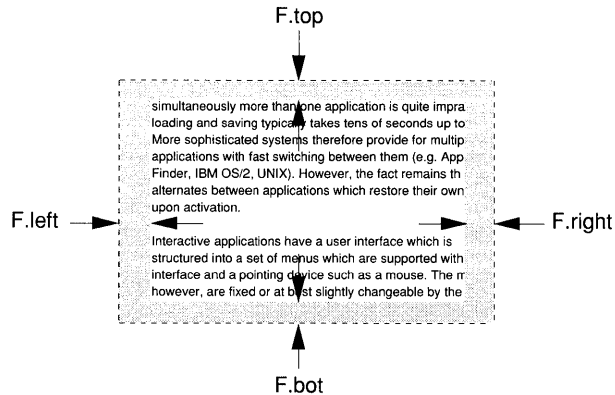 F.top
simultaneously more than one application is quite impra
loading and saving typically takes tens of seconds up to
More sophisticated systems therefore provide for multip
applications with fast switching between them (e.g. App
Finder, IBM OS/2, UNIX). However, the fact remains th
alternates between applications which restore their own
upon activation.
F.left
F.right
Interactive applications have a user interface which is
structured into a set of menus which are supported with
interface and a pointing device such as a mouse. The m
however, are fixed or at best slightly changeable by the
F.bot